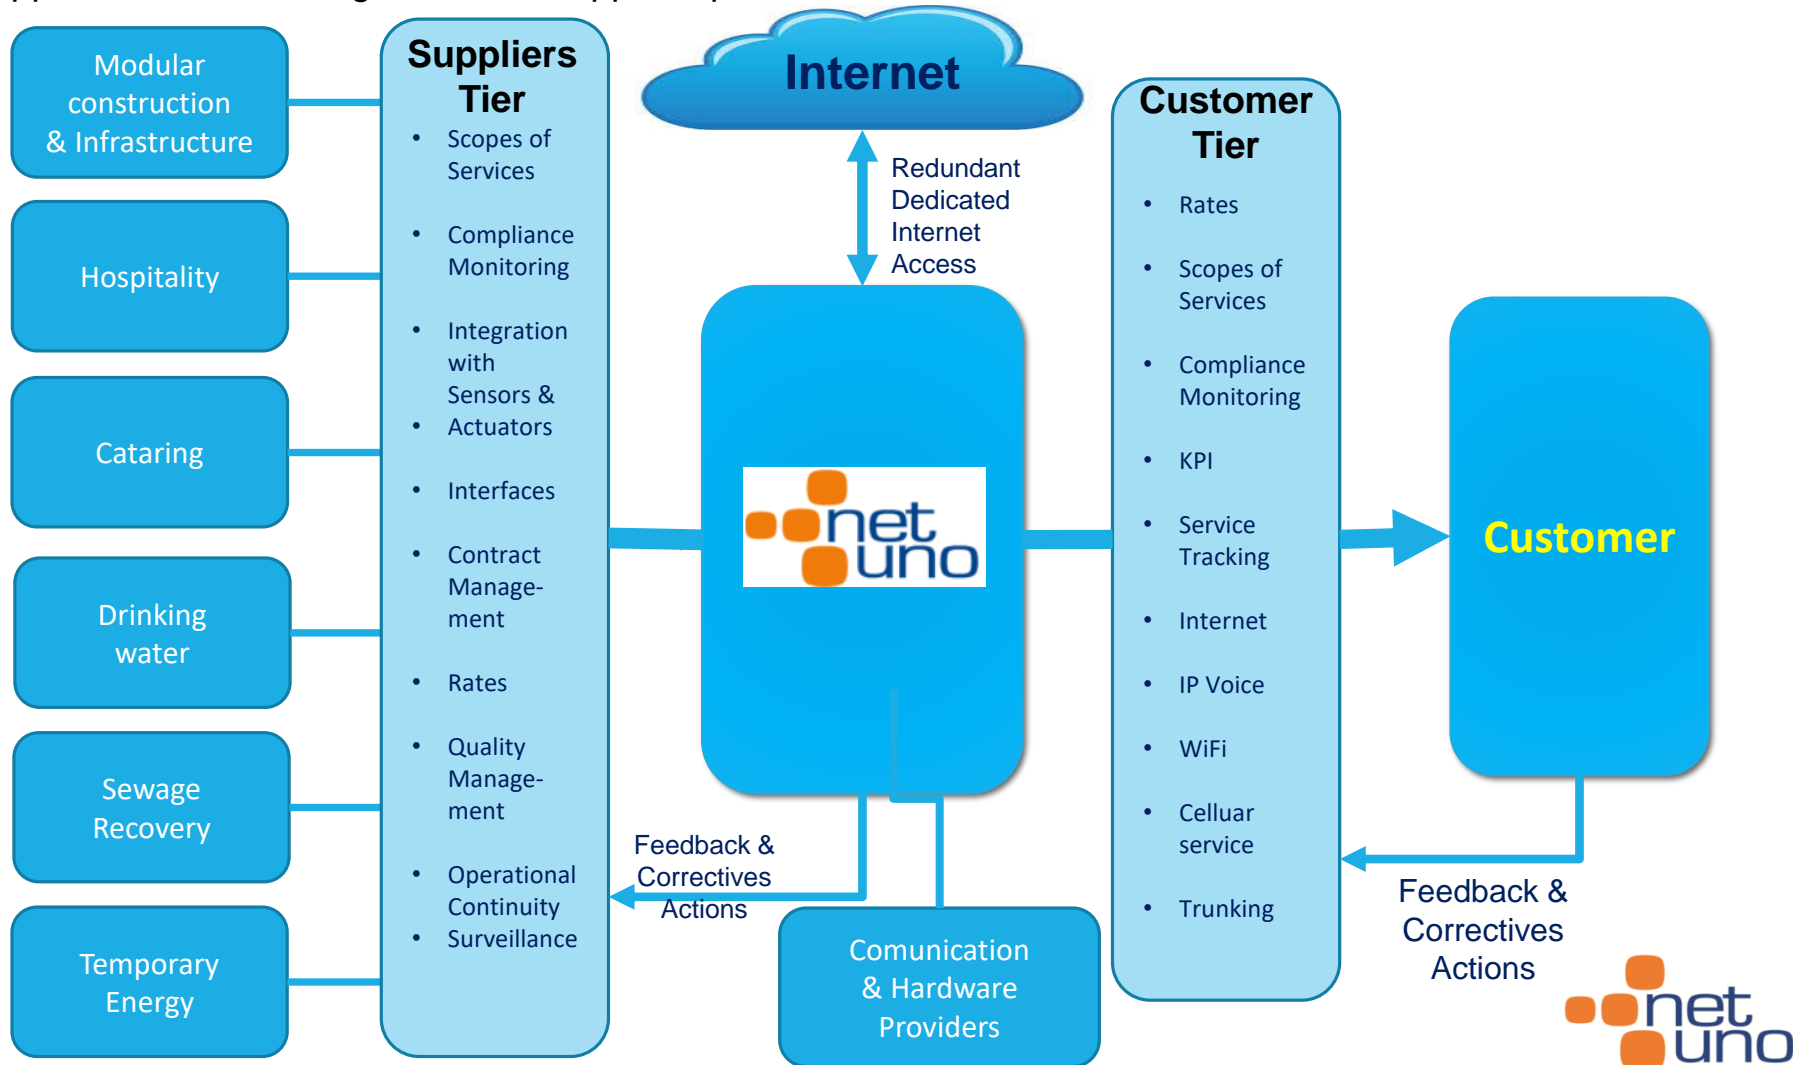 Modular
construction
& Infrastructure
Hospitality
Cataring
Drinking
water
Sewage
Recovery
Temporary
Energy
Suppliers
Tier
• Scopes of
Services
• Compliance
Monitoring
• Integration
with
Sensors &
• Actuators
• Interfaces
• Contract
Manage-
ment
• Rates
• Quality
Manage-
ment
• Operational
Continuity
• Surveillance
Internet
Redundant
Dedicated
Internet
Access
net
uno
Feedback &
Correctives
Actions
Comunication
& Hardware
Providers
Customer
Tier
• Rates
• Scopes of
Services
• Compliance
Monitoring
• KPI
• Service
Tracking
• Internet
• IP Voice
• WiFi
• Celluar
service
• Trunking
Customer
Feedback &
Correctives
Actions
net
uno